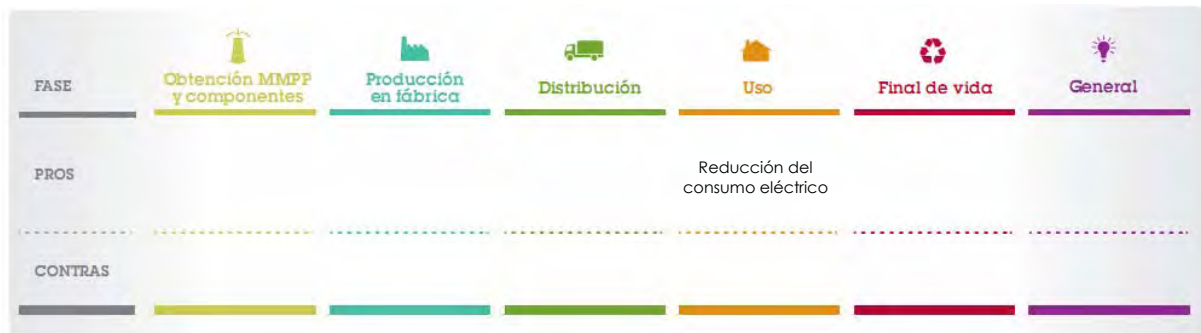 FASE
Obtención MMPP
y componentes
Producción
en fábrica
Distribución
Uso
Final de vida
General
PROS
Reducción del
consumo eléctrico
CONTRAS